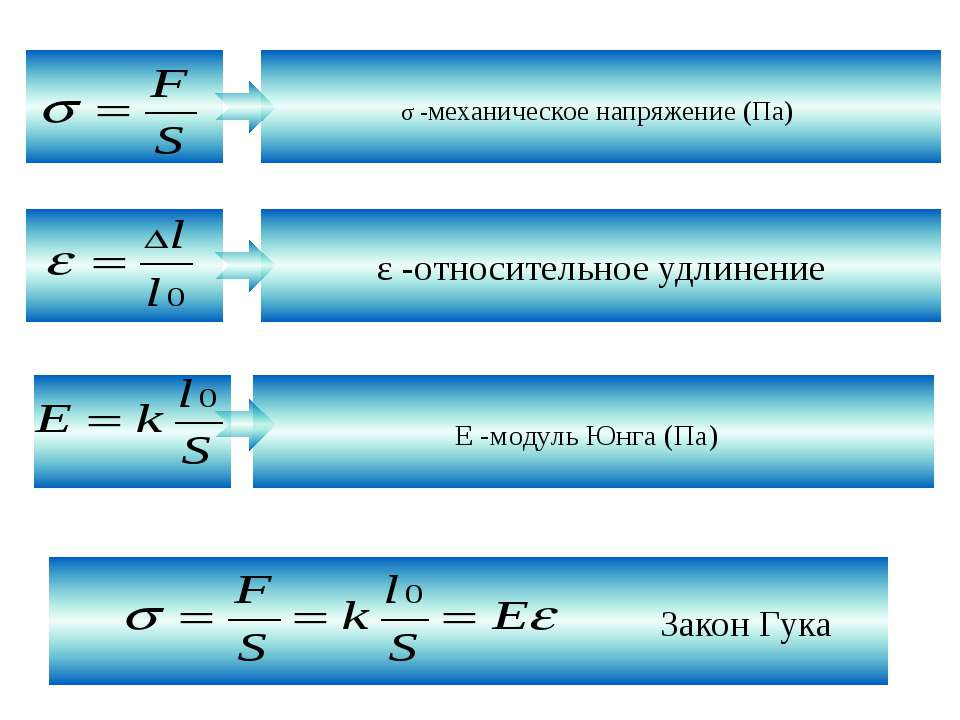 σ = F/S
σ -механическое напряжение (Па)
ε = Δl/l0
ε -относительное удлинение
E = k l0/S
E -модуль Юнга (Па)
σ = F/S = k l0/S = Eε Закон Гука